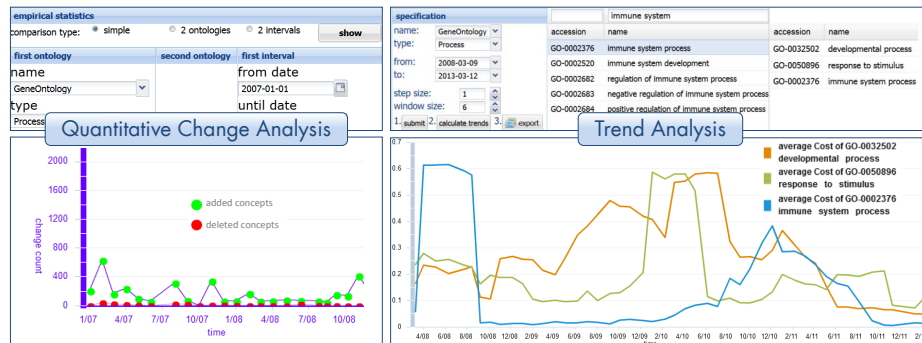 empirical statistics
comparison type: simple 2 ontologies 2 intervals show
first ontology second ontology first interval
name from date
GeneOntology 2007-01-01
type until date
Process
Quantitative Change Analysis
2000
1600
1200
800
400
0
change count
added concepts
deleted concepts
1/07 4/07 7/07 10/07 1/08 4/08 7/08 10/08
time
specification immune system
name: GeneOntology accession name accession name
type: Process GO-0002376 immune system process GO-0032502 developmental process
from: 2008-03-09 GO-0002520 immune system development GO-0050896 response to stimulus
to: 2013-03-12 GO-0002682 regulation of immune system process GO-0002376 immune system process
step size: 1 GO-0002683 negative regulation of immune system process
window size: 6 GO-0002684 positive regulation of immune system process
1. submit 2. calculate trends 3. export
Trend Analysis
0.7
0.6
0.5
0.4
0.3
0.2
0.1
0
average Cost of GO-0032502
developmental process
average Cost of GO-0050896
response to stimulus
average Cost of GO-0002376
immune system process
4/08 6/08 8/08 10/08 12/08 2/09 4/09 6/09 8/09 10/09 12/09 2/10 4/10 6/10 8/10 10/10 12/10 2/11 4/11 6/11 8/11 10/11 12/11 2/